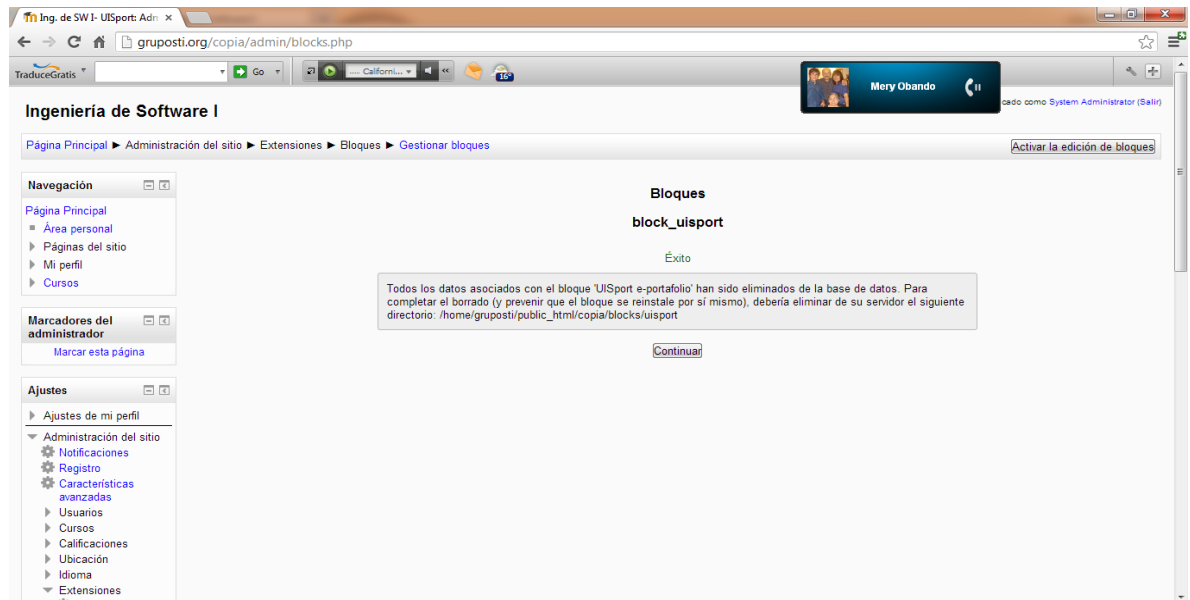 Ing. de SW I- UISport: Adn
gruposti.org/copia/admin/blocks.php
TraduceGratis
Go
..... Californi...
16°
Mery Obando
Ingeniería de Software I
cado como System Administrator (Salir)
Página Principal ► Administración del sitio ► Extensiones ► Bloques ► Gestionar bloques
Activar la edición de bloques
Navegación
Página Principal
Área personal
Páginas del sitio
Mi perfil
Cursos
Marcadores del
administrador
Marcar esta página
Ajustes
Ajustes de mi perfil
Administración del sitio
Notificaciones
Registro
Características
avanzadas
Usuarios
Cursos
Calificaciones
Ubicación
Idioma
Extensiones
Bloques
block_uisport
Éxito
Todos los datos asociados con el bloque 'UISport e-portafolio' han sido eliminados de la base de datos. Para
completar el borrado (y prevenir que el bloque se reinstale por sí mismo), debería eliminar de su servidor el siguiente
directorio: /home/gruposti/public_html/copia/blocks/uisport
Continuar